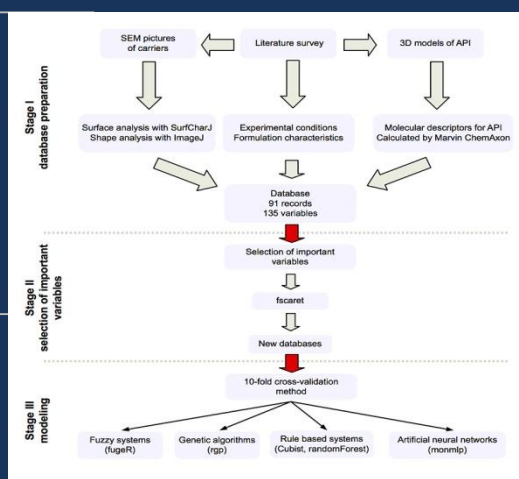 SEM pictures
of carriers
Literature survey
3D models of API
Stage I
database preparation
Surface analysis with SurfCharJ
Shape analysis with ImageJ
Experimental conditions
Formulation characteristics
Molecular descriptors for API
Calculated by Marvin ChemAxon
Database
91 records
135 variables
Stage II
selection of important
variables
Selection of important
variables
fscaret
New databases
Stage III
modeling
10-fold cross-validation
method
Fuzzy systems
(fugeR)
Genetic algorithms
(rgp)
Rule based systems
(Cubist, randomForest)
Artificial neural networks
(monmlp)